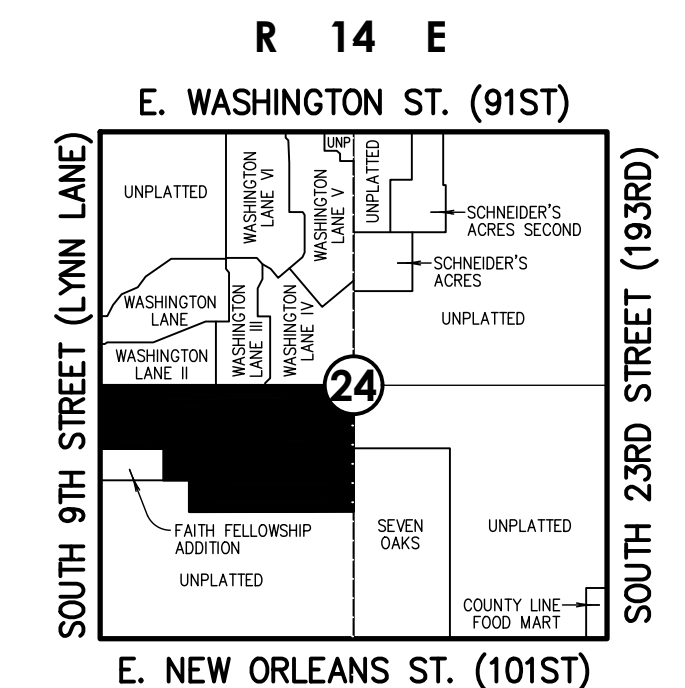 R 14 E
E. WASHINGTON ST. (91ST)
SOUTH 9TH STREET (LYNN LANE)
SOUTH 23RD STREET (193RD)
UNPLATTED
WASHINGTON
LANE VI
UNP
WASHINGTON
LANE V
UNPLATTED
SCHNEIDER'S
ACRES SECOND
SCHNEIDER'S
ACRES
UNPLATTED
WASHINGTON
LANE
WASHINGTON
LANE II
WASHINGTON
LANE III
WASHINGTON
LANE IV
24
FAITH FELLOWSHIP
ADDITION
UNPLATTED
SEVEN
OAKS
UNPLATTED
COUNTY LINE
FOOD MART
E. NEW ORLEANS ST. (101ST)